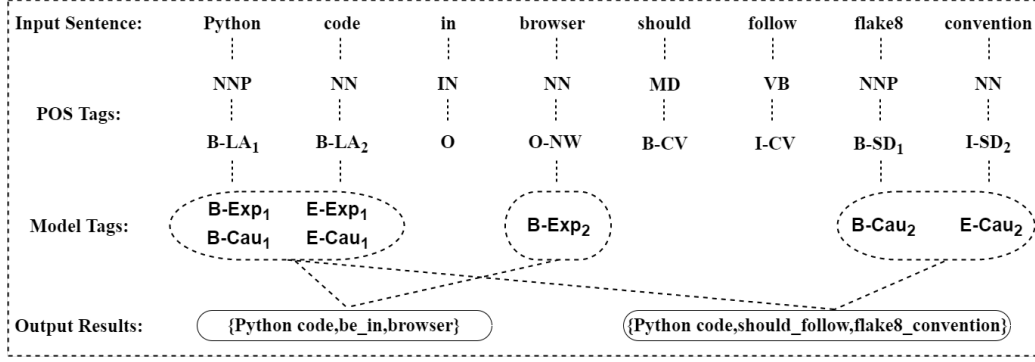 Input Sentence: Python code in browser should follow flake8 convention
NNP NN IN NN MD VB NNP NN
POS Tags:
B-LA₁ B-LA₂ O O-NW B-CV I-CV B-SD₁ I-SD₂
B-Exp₁ E-Exp₁
Model Tags: B-Exp₂ B-Cau₂ E-Cau₂
B-Cau₁ E-Cau₁
Output Results: {Python code,be_in,browser} {Python code,should_follow,flake8_convention}